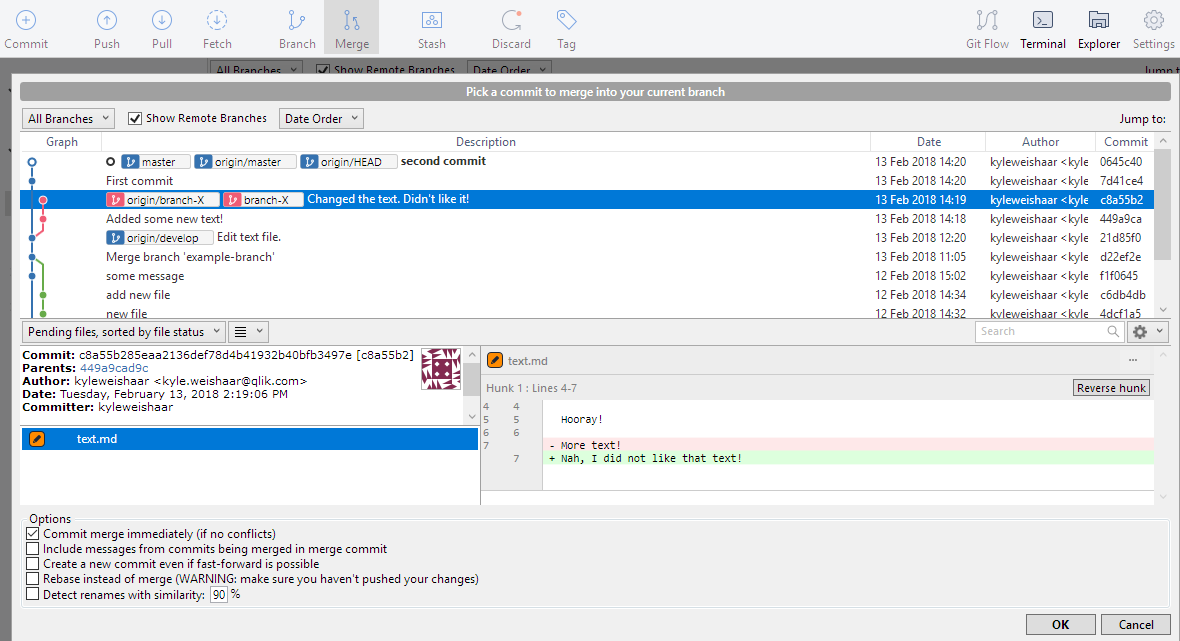 Commit Push Pull Fetch Branch Merge Stash Discard Tag Git Flow Terminal Explorer Settings
All Branches Show Remote Branches Date Order Jump t
Pick a commit to merge into your current branch
All Branches Show Remote Branches Date Order Jump to:
Graph Description Date Author Commit
master origin/master origin/HEAD second commit 13 Feb 2018 14:20 kyleweishaar <kyle 0645c40
First commit 13 Feb 2018 14:20 kyleweishaar <kyle 7d41ce4
origin/branch-X branch-X Changed the text. Didn't like it! 13 Feb 2018 14:19 kyleweishaar <kyle c8a55b2
Added some new text! 13 Feb 2018 14:18 kyleweishaar <kyle 449a9ca
origin/develop Edit text file. 13 Feb 2018 12:20 kyleweishaar <kyle 21d85f0
Merge branch 'example-branch' 13 Feb 2018 11:05 kyleweishaar <kyle d22ef2e
some message 12 Feb 2018 15:02 kyleweishaar <kyle f1f0645
add new file 12 Feb 2018 14:34 kyleweishaar <kyle c6db4db
new file 12 Feb 2018 14:32 kyleweishaar <kyle 4dcf1a5
Pending files, sorted by file status Search
Commit: c8a55b285eaa2136def78d4b41932b40bfb3497e [c8a55b2]
Parents: 449a9cad9c
Author: kyleweishaar <kyle.weishaar@qlik.com>
Date: Tuesday, February 13, 2018 2:19:06 PM
Committer: kyleweishaar
text.md
text.md ...
Hunk 1 : Lines 4-7 Reverse hunk
4 4
5 5 Hooray!
6 6
7 - More text!
7 + Nah, I did not like that text!
Options
Commit merge immediately (if no conflicts)
Include messages from commits being merged in merge commit
Create a new commit even if fast-forward is possible
Rebase instead of merge (WARNING: make sure you haven't pushed your changes)
Detect renames with similarity: 90 %
OK Cancel